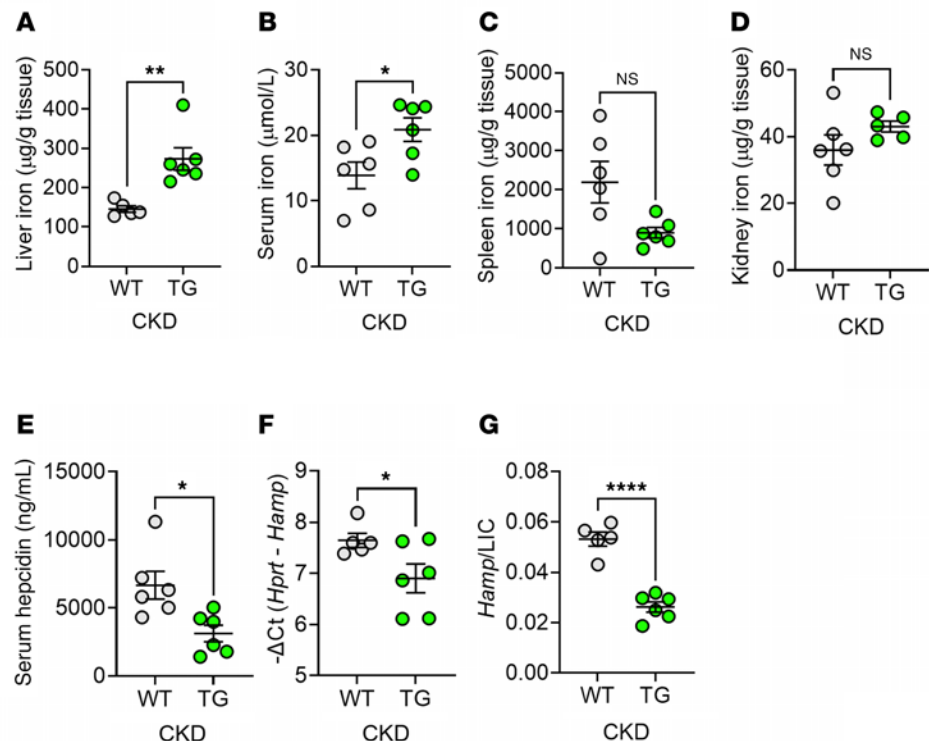 A
Liver iron (µg/g tissue)
500
400
300
200
100
0
**
WT TG
CKD
B
Serum iron (µmol/L)
30
20
10
0
*
WT TG
CKD
C
Spleen iron (µg/g tissue)
5000
4000
3000
2000
1000
0
NS
WT TG
CKD
D
Kidney iron (µg/g tissue)
60
40
20
0
NS
WT TG
CKD
E
Serum hepcidin (ng/mL)
15000
10000
5000
0
*
WT TG
CKD
F
-ΔCt (Hprt - Hamp)
9
8
7
6
5
*
WT TG
CKD
G
Hamp/LIC
0.08
0.06
0.04
0.02
0.00
****
WT TG
CKD